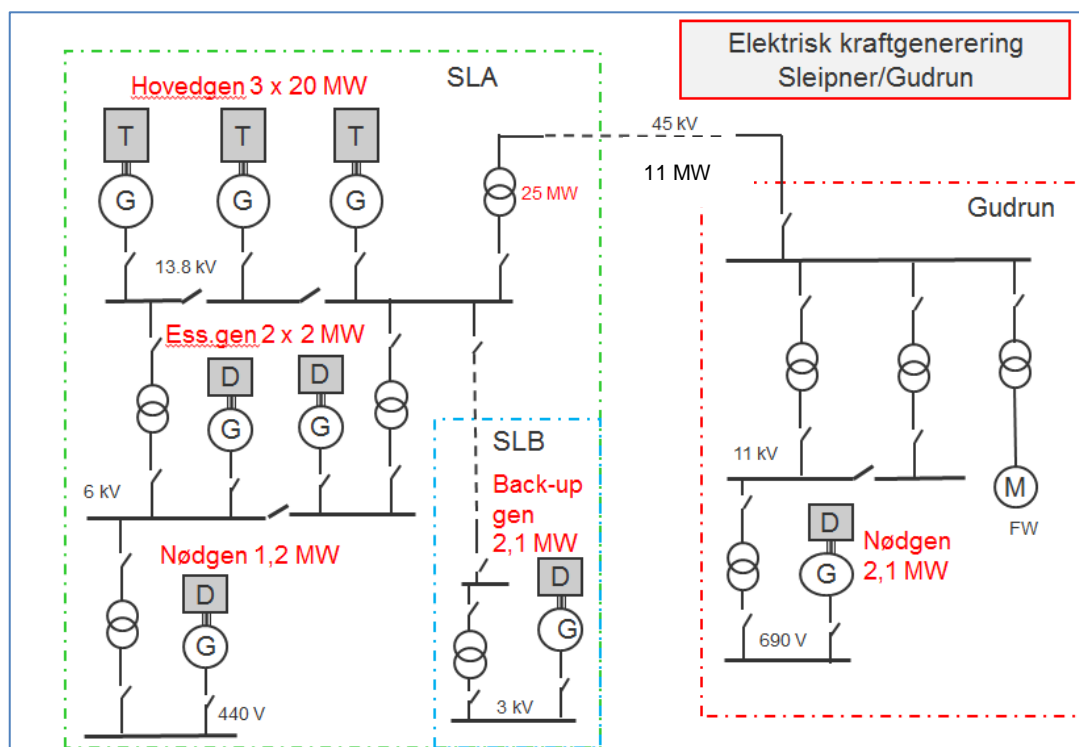 Elektrisk kraftgenerering
Sleipner/Gudrun
SLA
Hovedgen 3 x 20 MW
T
T
T
G
G
G
45 kV
11 MW
25 MW
Gudrun
13.8 kV
Ess.gen 2 x 2 MW
D
D
G
G
SLB
Back-up
gen
2,1 MW
D
G
3 kV
6 kV
Nødgen 1,2 MW
D
G
440 V
11 kV
M
FW
D
G
Nødgen
2,1 MW
690 V